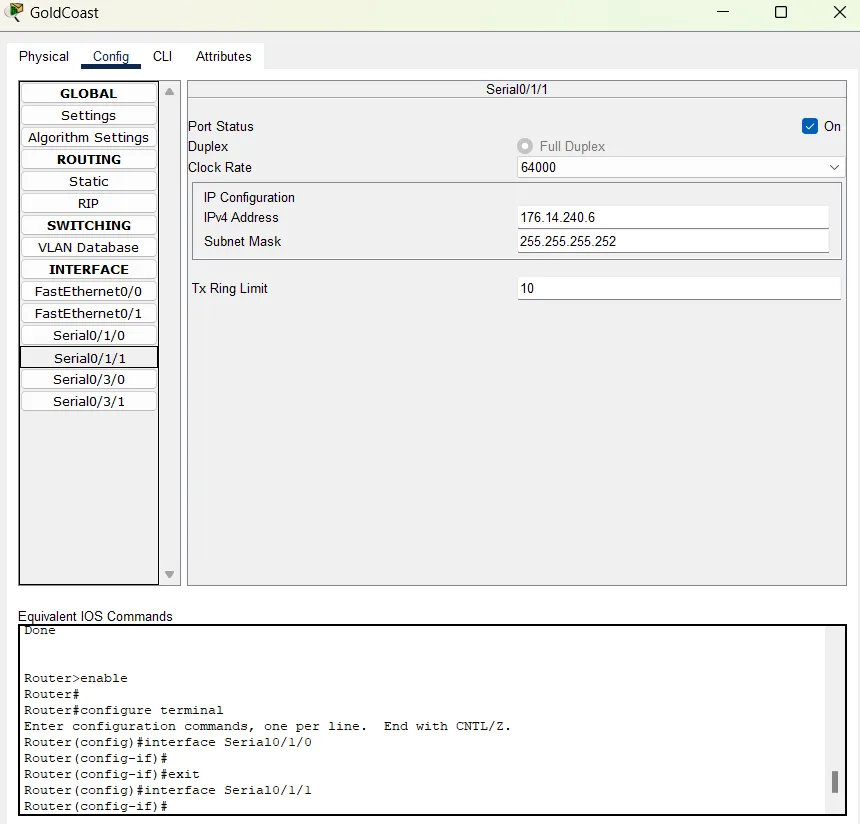 GoldCoast
Physical Config CLI Attributes
GLOBAL
Settings
Algorithm Settings
ROUTING
Static
RIP
SWITCHING
VLAN Database
INTERFACE
FastEthernet0/0
FastEthernet0/1
Serial0/1/0
Serial0/1/1
Serial0/3/0
Serial0/3/1
Serial0/1/1
Port Status On
Duplex Full Duplex
Clock Rate 64000
IP Configuration
IPv4 Address 176.14.240.6
Subnet Mask 255.255.255.252
Tx Ring Limit 10
Equivalent IOS Commands
Done
Router>enable
Router#
Router#configure terminal
Enter configuration commands, one per line.  End with CNTL/Z.
Router(config)#interface Serial0/1/0
Router(config-if)#
Router(config-if)#exit
Router(config)#interface Serial0/1/1
Router(config-if)#